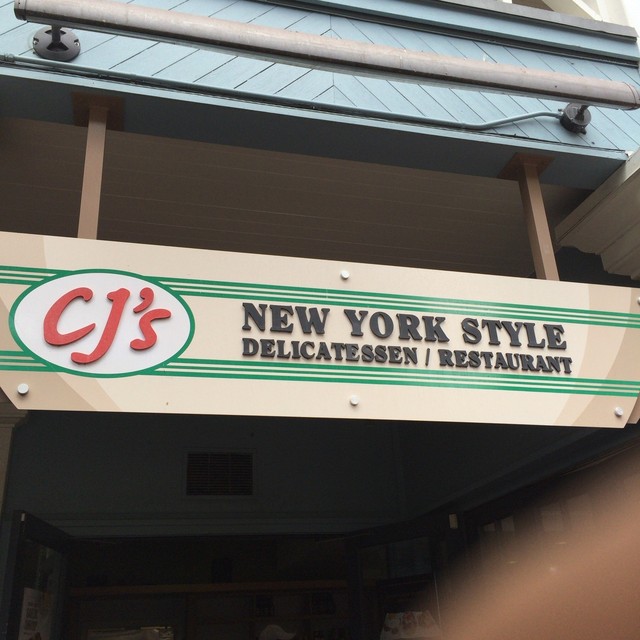 CJ's
NEW YORK STYLE
DELICATESSEN / RESTAURANT